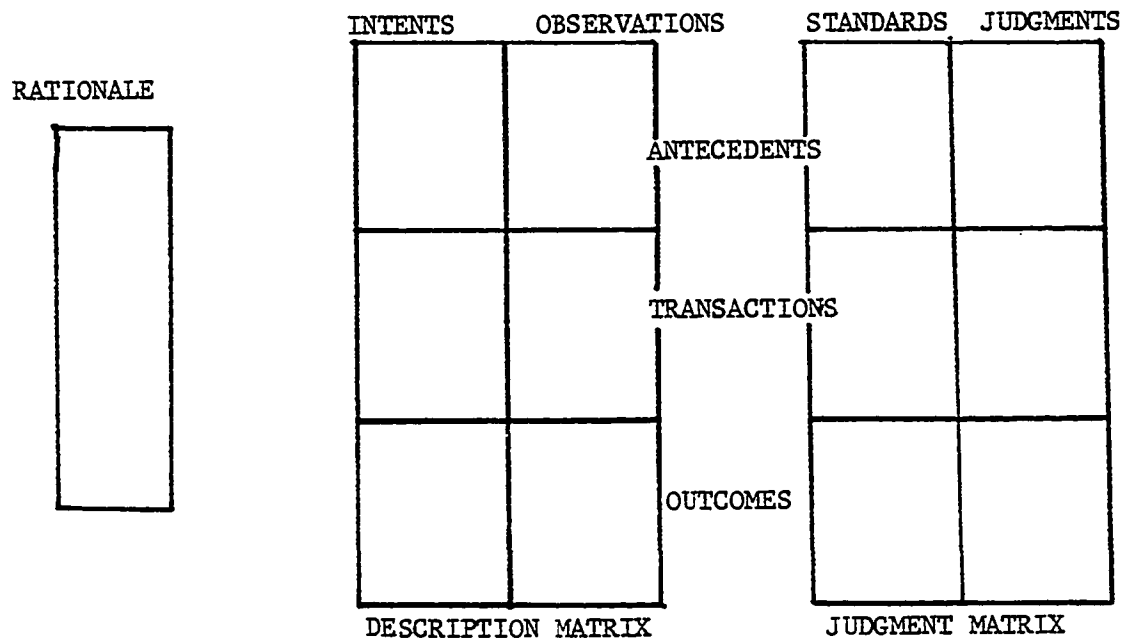 INTENTS OBSERVATIONS STANDARDS JUDGMENTS
RATIONALE
ANTECEDENTS
TRANSACTIONS
OUTCOMES
DESCRIPTION MATRIX JUDGMENT MATRIX